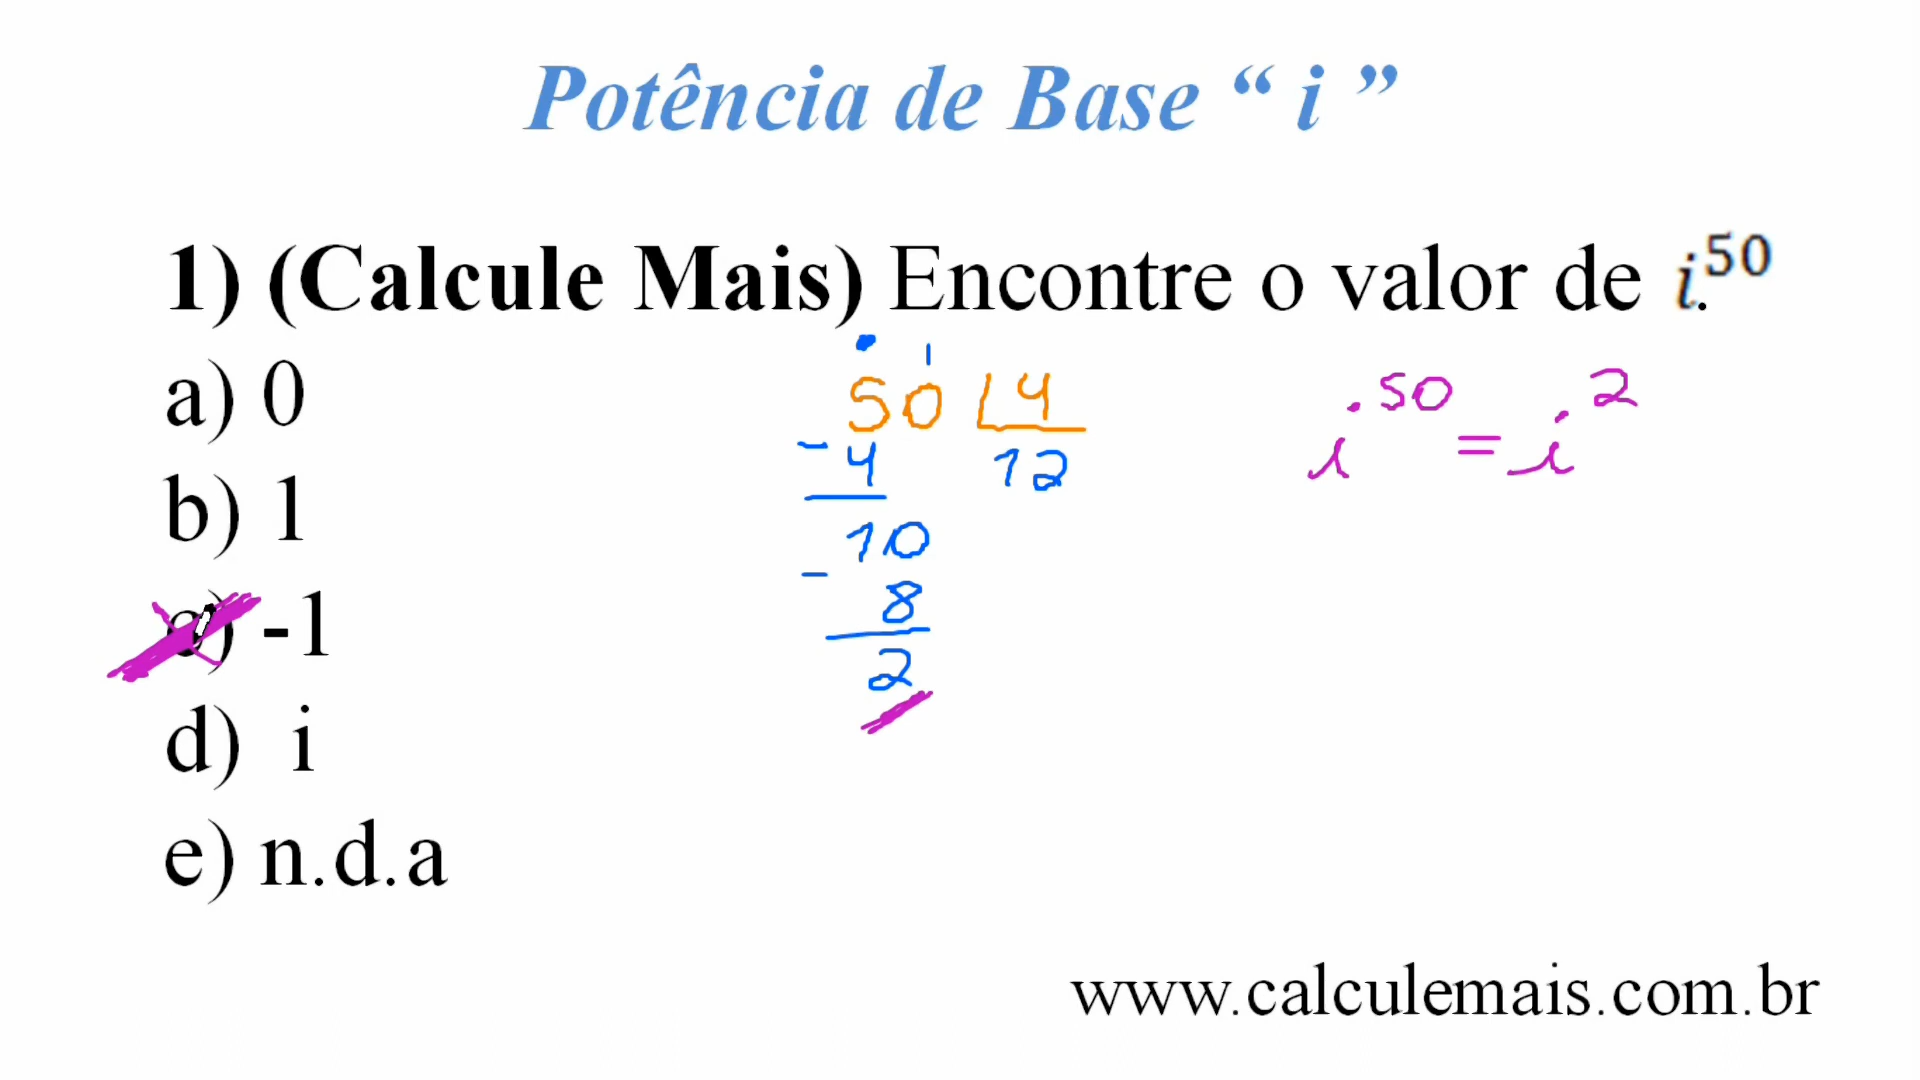 Potência de Base “ i ”
1) (Calcule Mais) Encontre o valor de i⁵⁰.
a) 0
b) 1
c) -1
d) i
e) n.d.a
50 4
- 4 12
10
- 8
2
i⁵⁰ = i²
www.calculemais.com.br